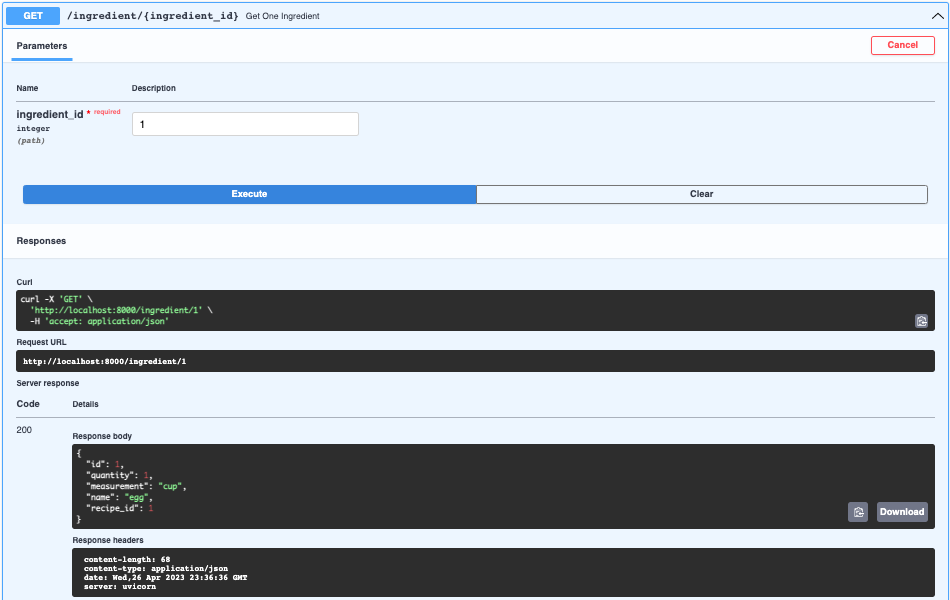 GET /ingredient/{ingredient_id} Get One Ingredient
Parameters Cancel
Name Description
ingredient_id * required
integer
(path)
1
Execute Clear
Responses
Curl
curl -X 'GET' \
'http://localhost:8000/ingredient/1' \
-H 'accept: application/json'
Request URL
http://localhost:8000/ingredient/1
Server response
Code Details
200
Response body
{
"id": 1,
"quantity": 1,
"measurement": "cup",
"name": "egg",
"recipe_id": 1
}
Download
Response headers
content-length: 68
content-type: application/json
date: Wed,26 Apr 2023 23:36:36 GMT
server: uvicorn